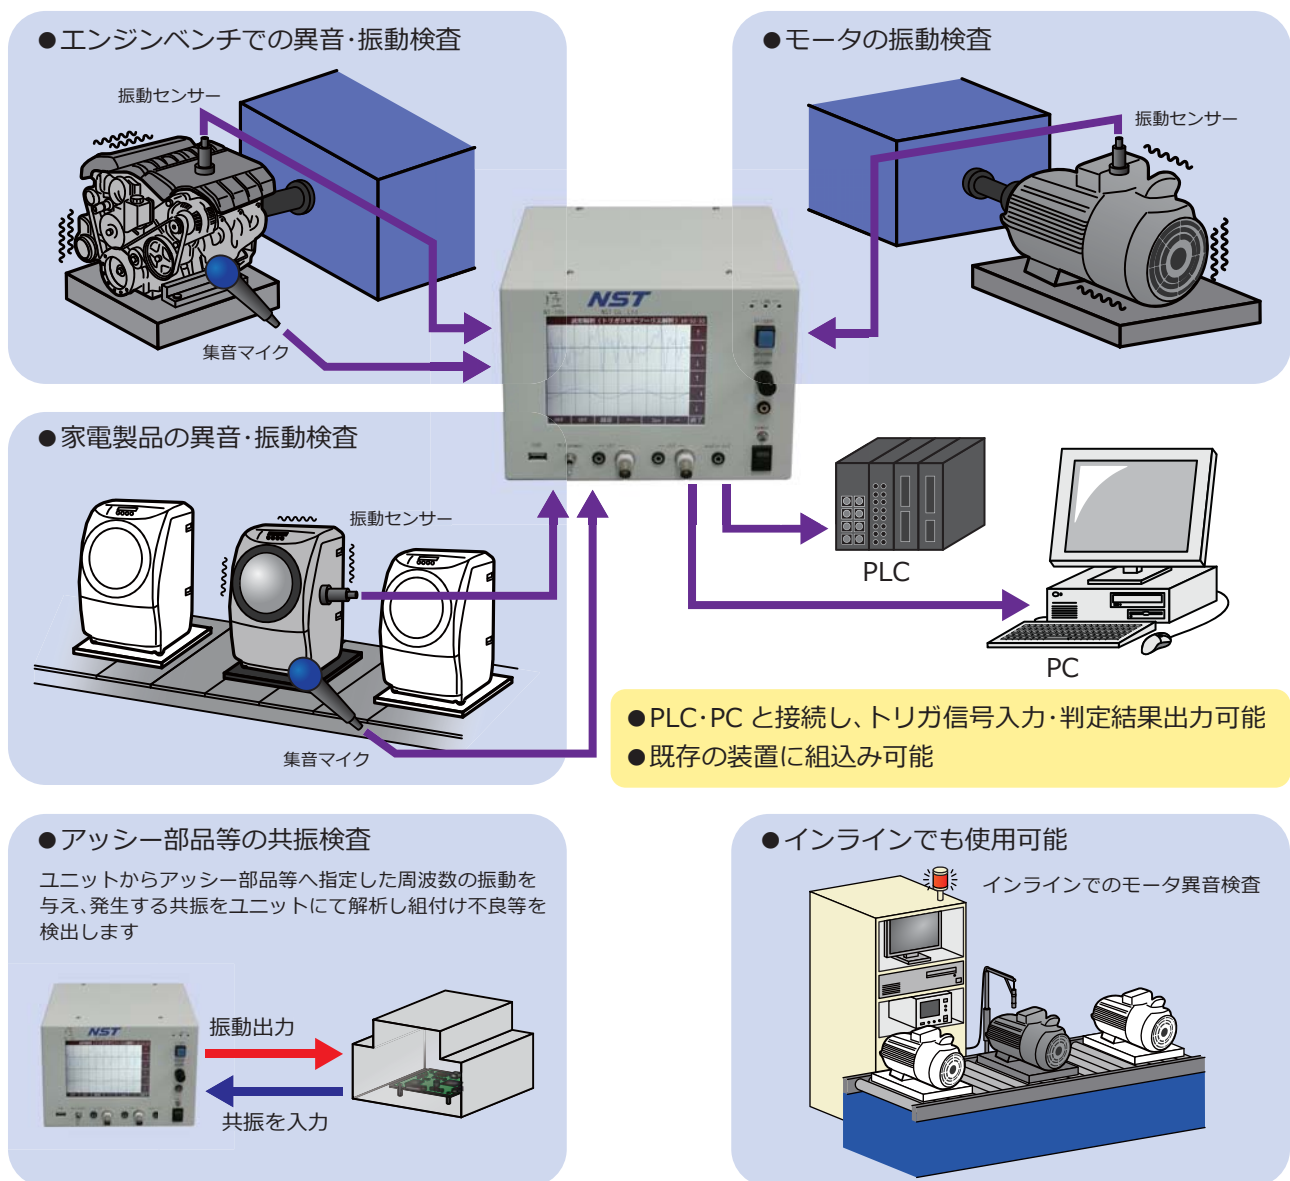 ●エンジンベンチでの異音･振動検査
振動センサー
集音マイク
●モータの振動検査
振動センサー
NST
●家電製品の異音･振動検査
振動センサー
集音マイク
PLC
PC
●PLC･PC と接続し、トリガ信号入力･判定結果出力可能
●既存の装置に組込み可能
●アッシー部品等の共振検査
ユニットからアッシー部品等へ指定した周波数の振動を
与え、発生する共振をユニットにて解析し組付け不良等を
検出します
NST
振動出力
共振を入力
●インラインでも使用可能
インラインでのモータ異音検査